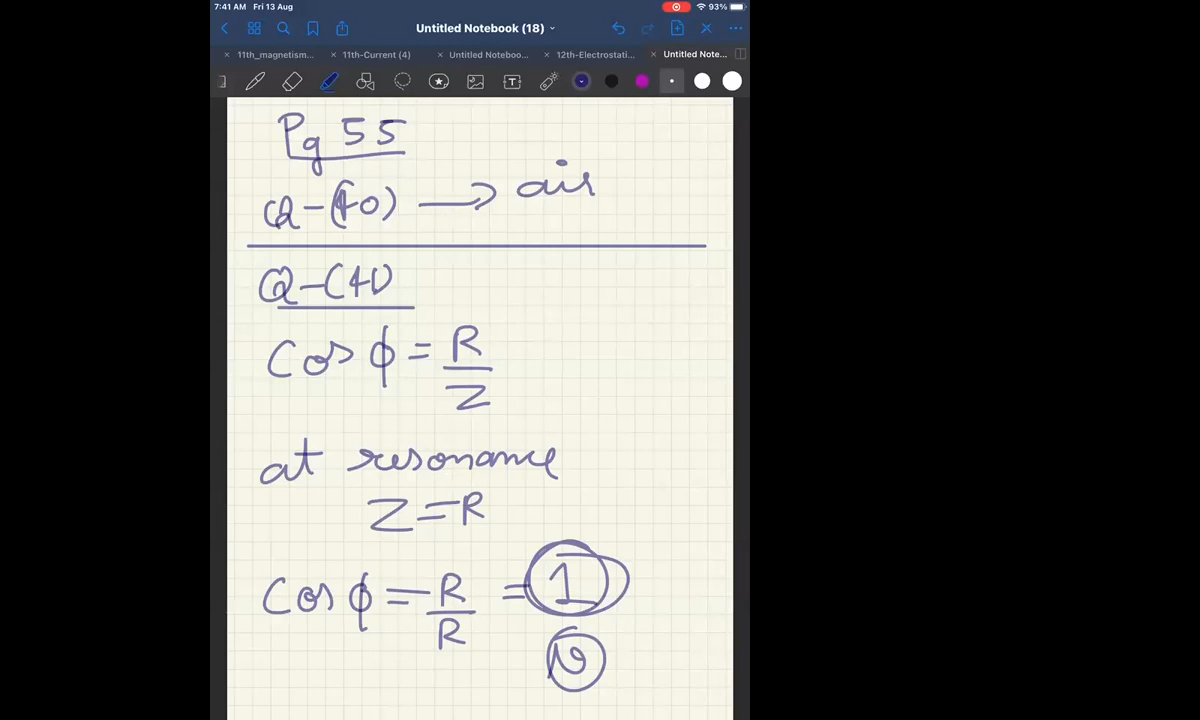 7:41 AM Fri 13 Aug 93%
Untitled Notebook (18)
11th_magnetism... 11th-Current (4) Untitled Noteboo... 12th-Electrostati... Untitled Note...
Pg 55
Q-(40) → air
Q-(41)
Cos φ = R/Z
at resonance
Z=R
Cos φ = R/R = 1